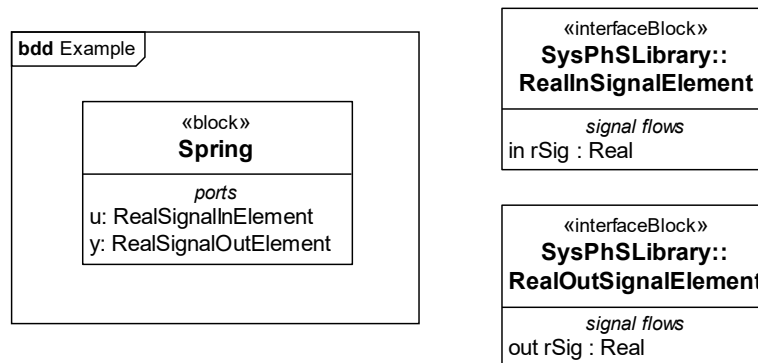 bdd Example
«block»
Spring
ports
u: RealSignalInElement
y: RealSignalOutElement
«interfaceBlock»
SysPhSLibrary::
RealInSignalElement
signal flows
in rSig : Real
«interfaceBlock»
SysPhSLibrary::
RealOutSignalElement
signal flows
out rSig : Real